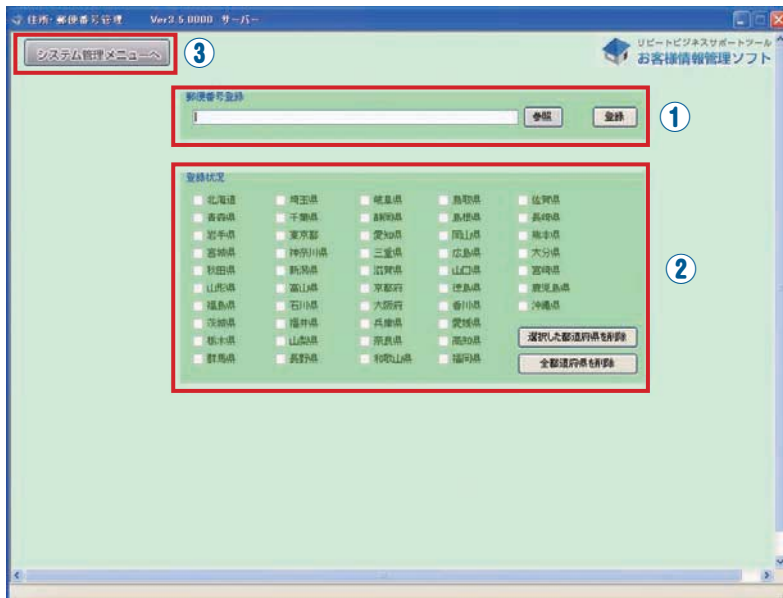 住所・郵便番号管理 Ver3.5.0000 サーバー
システム管理メニューへ
③
リピートビジネスサポートツール
お客様情報管理ソフト
郵便番号登録
参照 登録
①
登録状況
北海道 埼玉県 岐阜県 鳥取県 佐賀県
青森県 千葉県 静岡県 島根県 長崎県
岩手県 東京都 愛知県 岡山県 熊本県
宮城県 神奈川県 三重県 広島県 大分県
秋田県 新潟県 滋賀県 山口県 宮崎県
山形県 富山県 京都府 徳島県 鹿児島県
福島県 石川県 大阪府 香川県 沖縄県
茨城県 福井県 兵庫県 愛媛県
栃木県 山梨県 奈良県 高知県 選択した都道府県を削除
群馬県 長野県 和歌山県 福岡県 全都道府県を削除
②